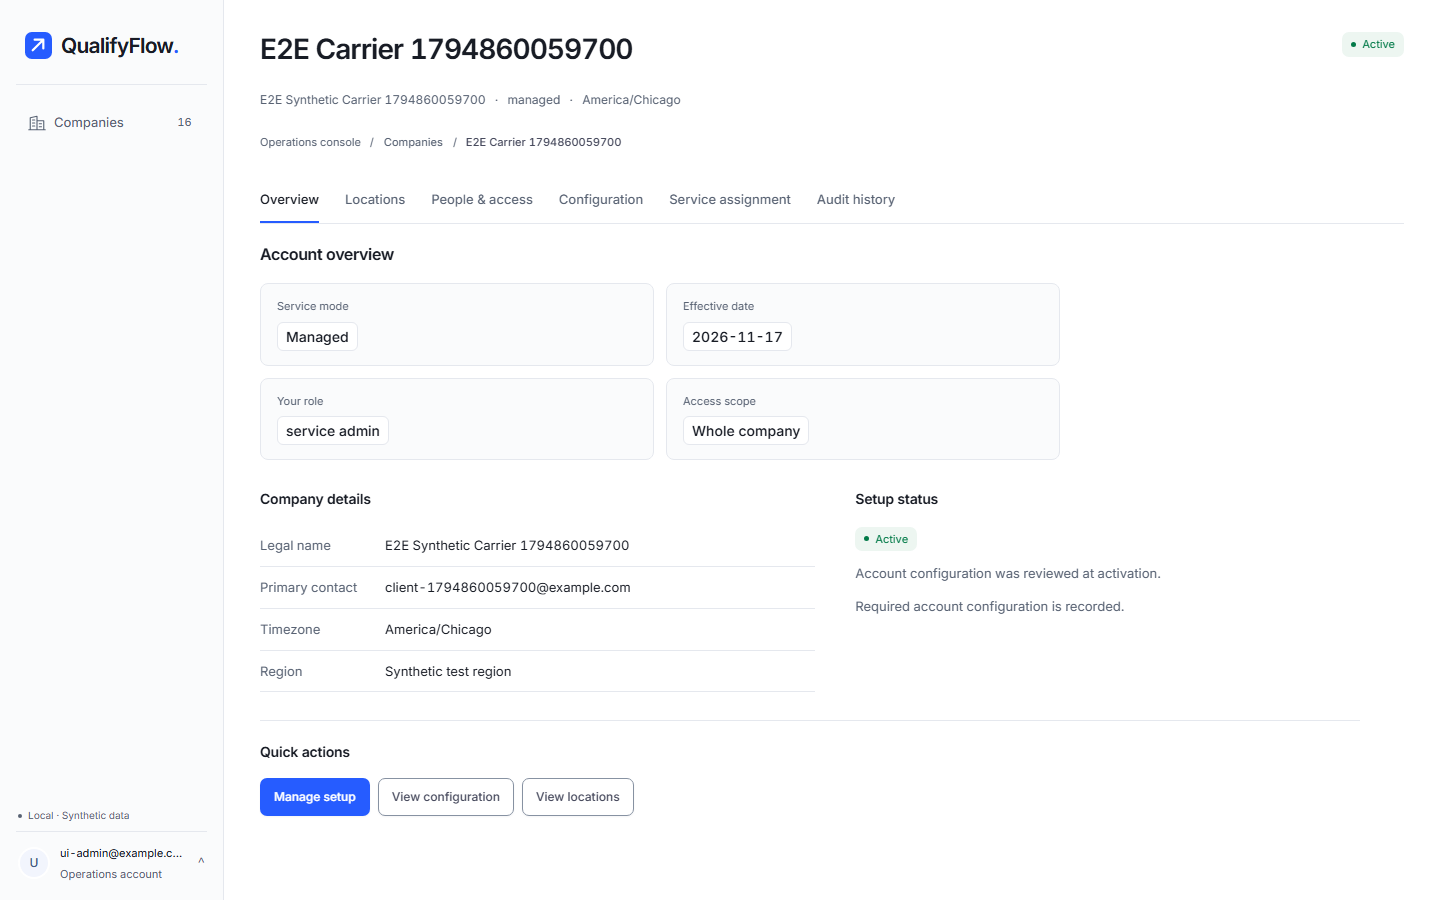 QualifyFlow.
Companies 16
Local · Synthetic data
U
ui-admin@example.c...
Operations account
^
E2E Carrier 1794860059700
Active
E2E Synthetic Carrier 1794860059700 · managed · America/Chicago
Operations console / Companies / E2E Carrier 1794860059700
Overview Locations People & access Configuration Service assignment Audit history
Account overview
Service mode
Managed
Effective date
2026-11-17
Your role
service admin
Access scope
Whole company
Company details
Legal name E2E Synthetic Carrier 1794860059700
Primary contact client-1794860059700@example.com
Timezone America/Chicago
Region Synthetic test region
Setup status
Active
Account configuration was reviewed at activation.
Required account configuration is recorded.
Quick actions
Manage setup View configuration View locations